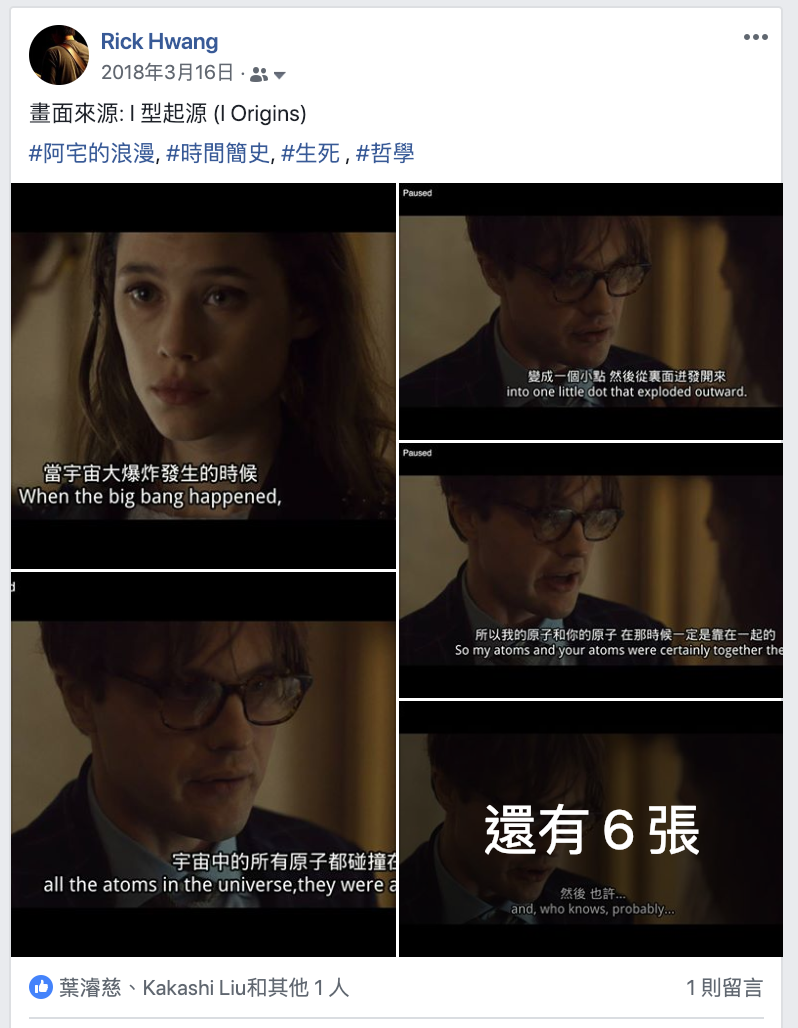 Rick Hwang
2018年3月16日 ·
畫面來源: I 型起源 (I Origins)
#阿宅的浪漫, #時間簡史, #生死 , #哲學
當宇宙大爆炸發生的時候
When the big bang happened,
Paused
變成一個小點 然後從裏面迸發開來
into one little dot that exploded outward.
Paused
所以我的原子和你的原子 在那時候一定是靠在一起的
So my atoms and your atoms were certainly together the
d
宇宙中的所有原子都碰撞在
all the atoms in the universe,they were a
還有 6 張
然後 也許...
and, who knows, probably...
葉濬慈、Kakashi Liu和其他 1 人
1 則留言